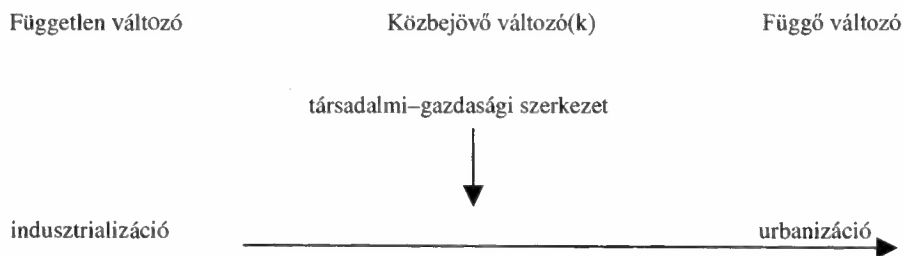 Független változó Közbejövő változó(k) Függő változó
társadalmi–gazdasági szerkezet
indusztrializáció urbanizáció